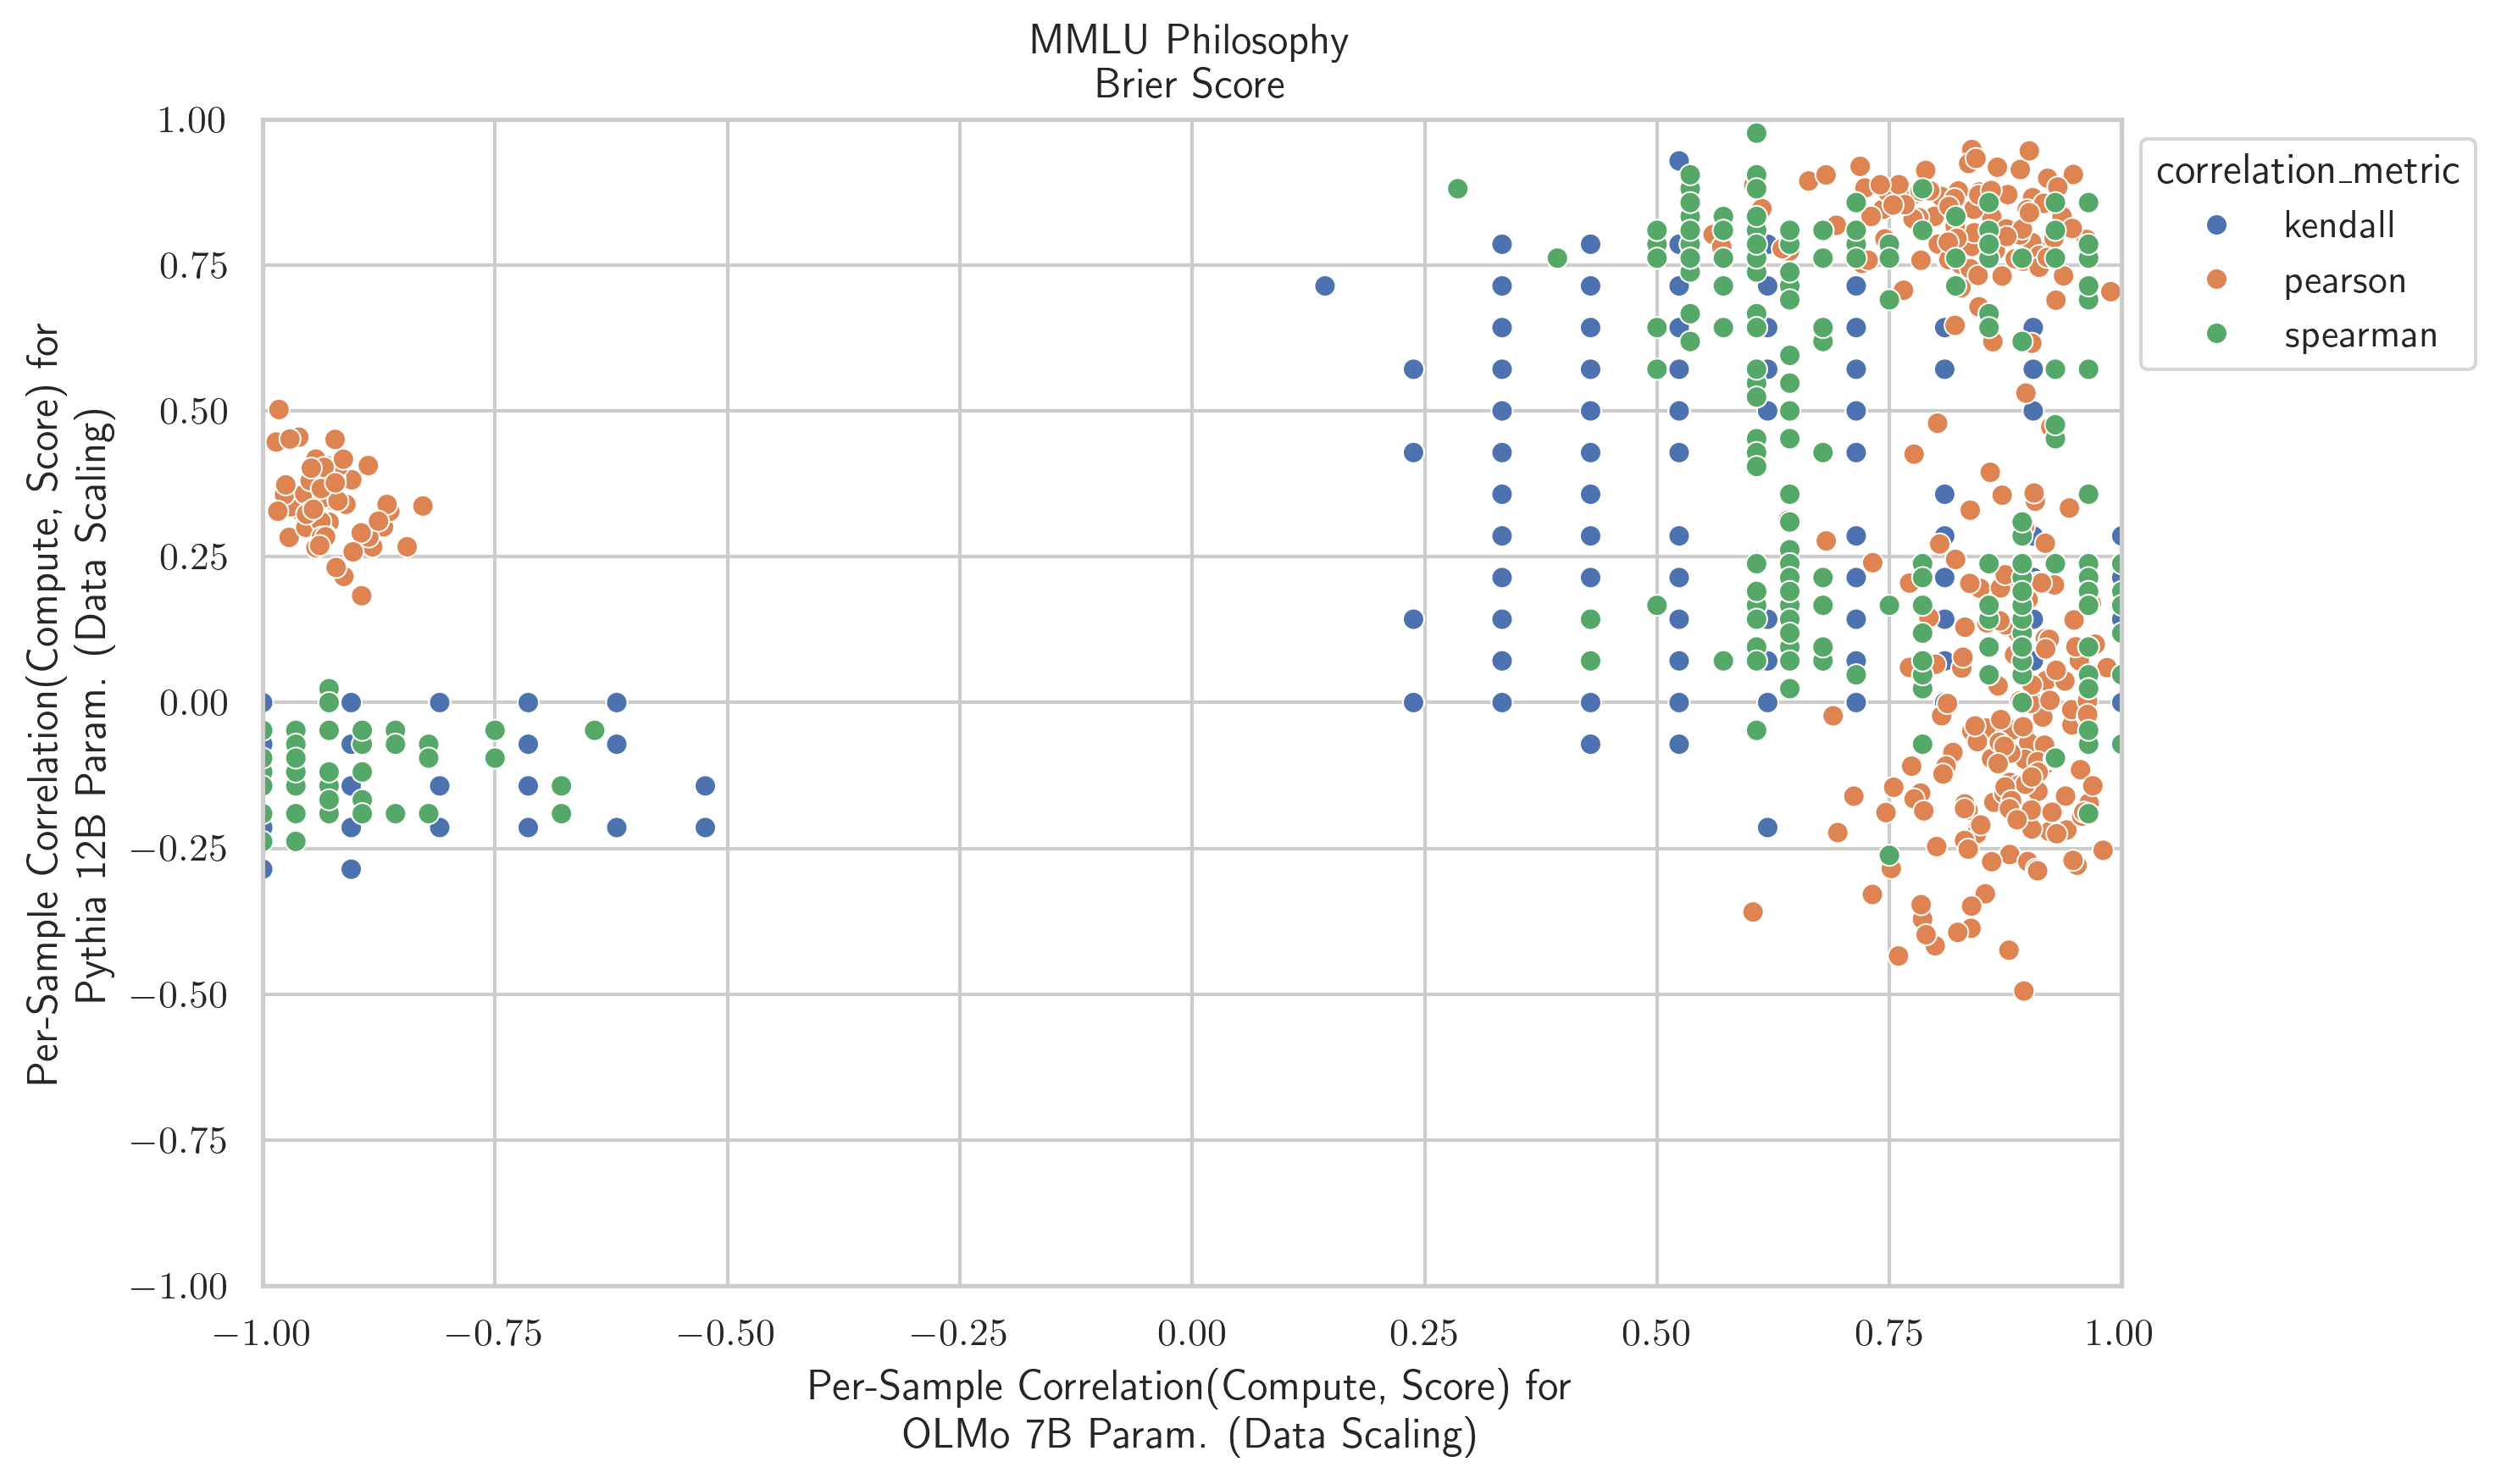 MMLU Philosophy
Brier Score
Per-Sample Correlation(Compute, Score) for
Pythia 12B Param. (Data Scaling)
1.00
0.75
0.50
0.25
0.00
−0.25
−0.50
−0.75
−1.00
−1.00 −0.75 −0.50 −0.25 0.00 0.25 0.50 0.75 1.00
Per-Sample Correlation(Compute, Score) for
OLMo 7B Param. (Data Scaling)
correlation_metric
kendall
pearson
spearman